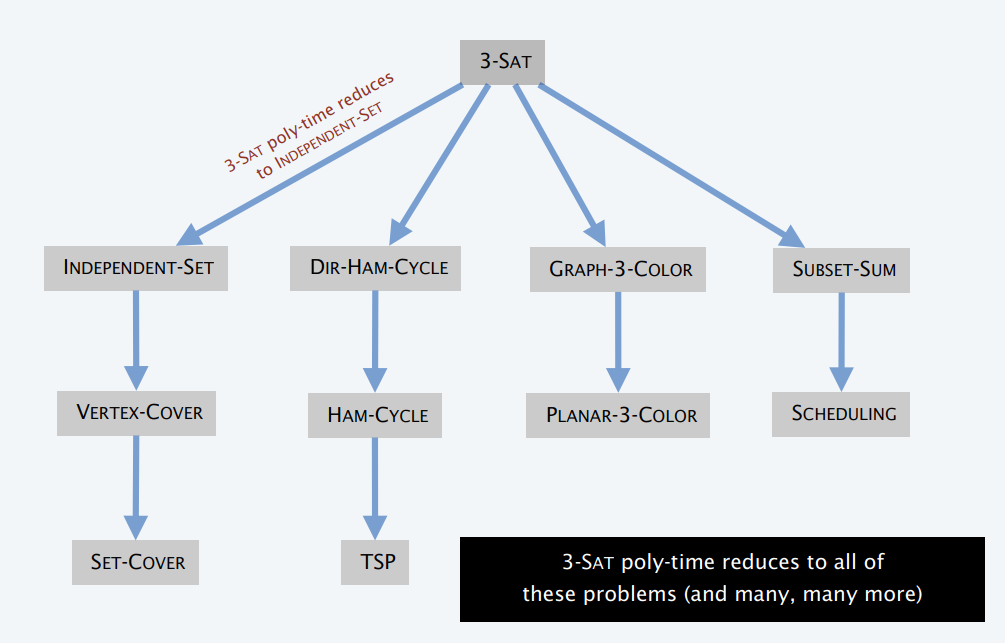 3-SAT
3-SAT poly-time reduces
to INDEPENDENT-SET
INDEPENDENT-SET
DIR-HAM-CYCLE
GRAPH-3-COLOR
SUBSET-SUM
VERTEX-COVER
HAM-CYCLE
PLANAR-3-COLOR
SCHEDULING
SET-COVER
TSP
3-SAT poly-time reduces to all of
these problems (and many, many more)